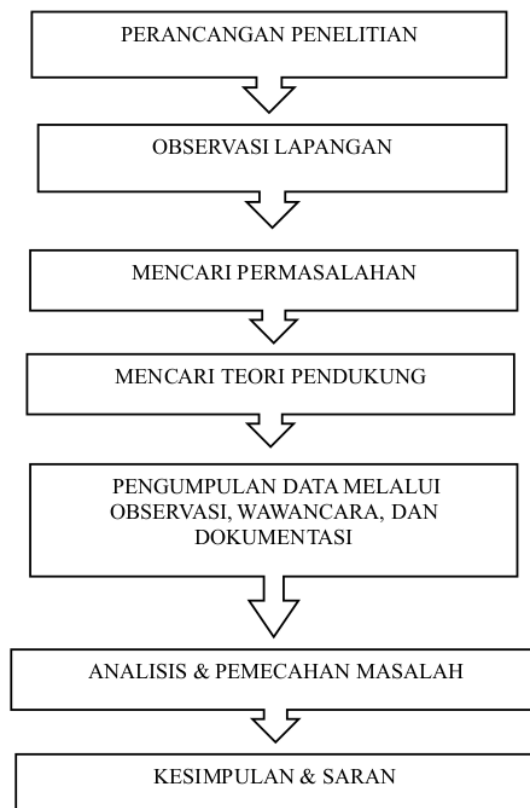 PERANCANGAN PENELITIAN
OBSERVASI LAPANGAN
MENCARI PERMASALAHAN
MENCARI TEORI PENDUKUNG
PENGUMPULAN DATA MELALUI
OBSERVASI, WAWANCARA, DAN
DOKUMENTASI
ANALISIS & PEMECAHAN MASALAH
KESIMPULAN & SARAN